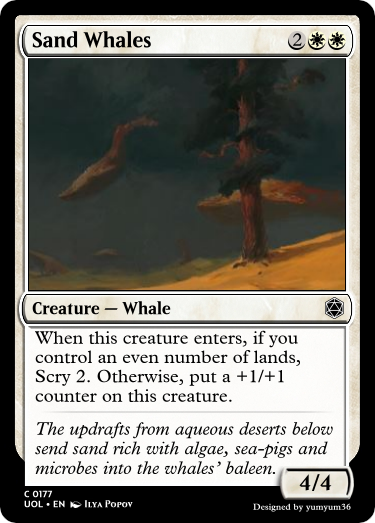 Sand Whales 2
Creature — Whale
When this creature enters, if you
control an even number of lands,
Scry 2. Otherwise, put a +1/+1
counter on this creature.
The updrafts from aqueous deserts below
send sand rich with algae, sea-pigs and
microbes into the whales' baleen.
4/4
C 0177
UOL • EN Ilya Popov
Designed by yumyum36